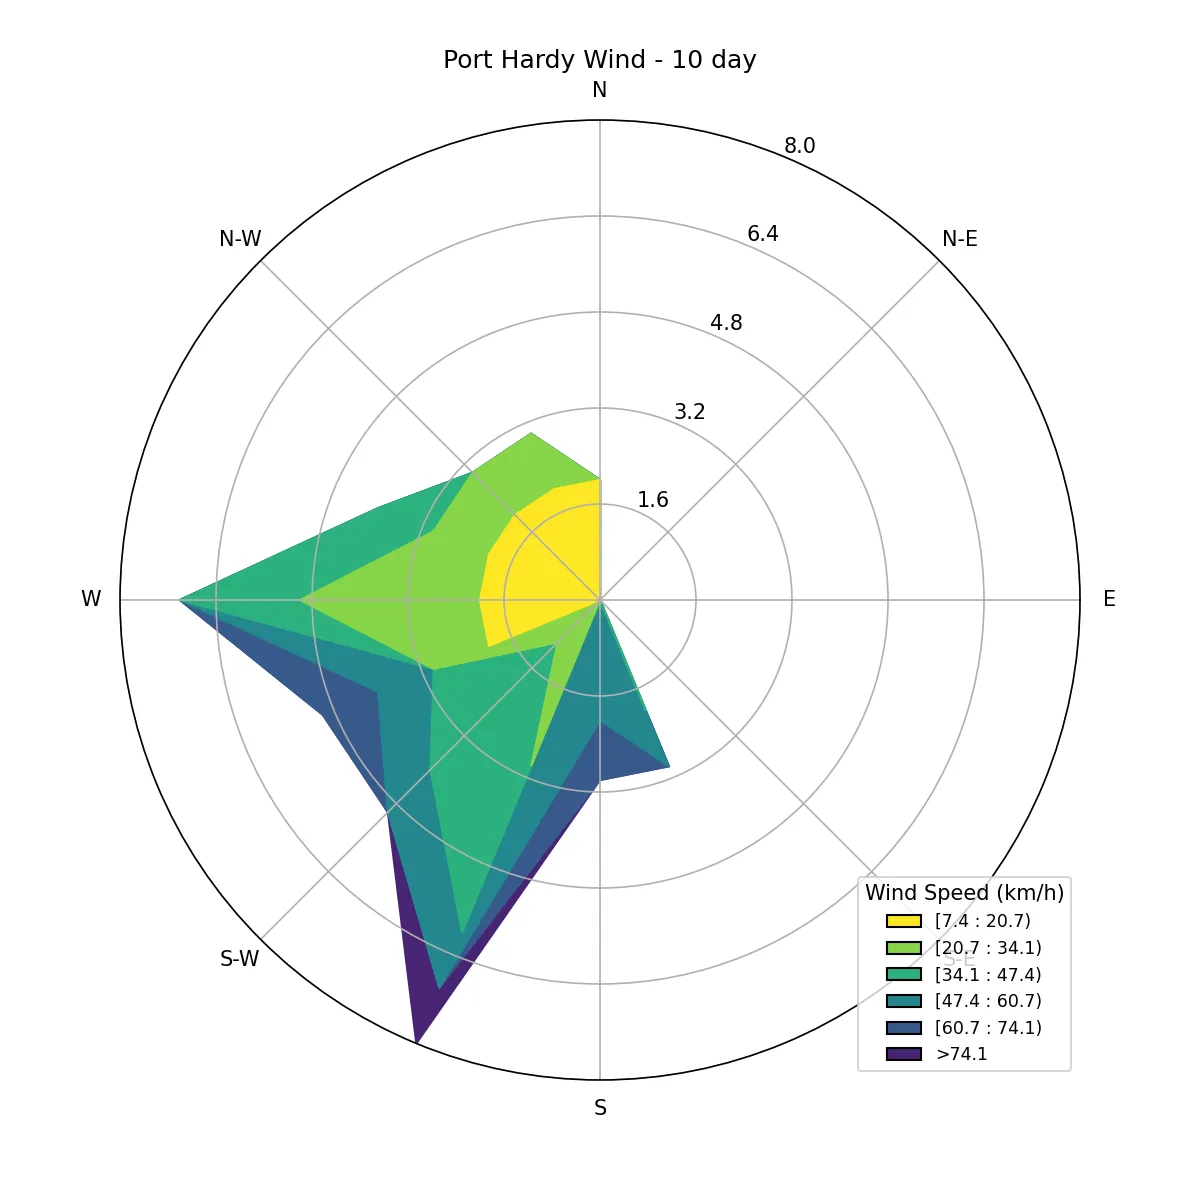 Port Hardy Wind - 10 day
N
8.0
N-W
N-E
6.4
4.8
3.2
1.6
W
E
Wind Speed (km/h)
[7.4 : 20.7)
[20.7 : 34.1)
S-W
S-E
[34.1 : 47.4)
[47.4 : 60.7)
[60.7 : 74.1)
>74.1
S